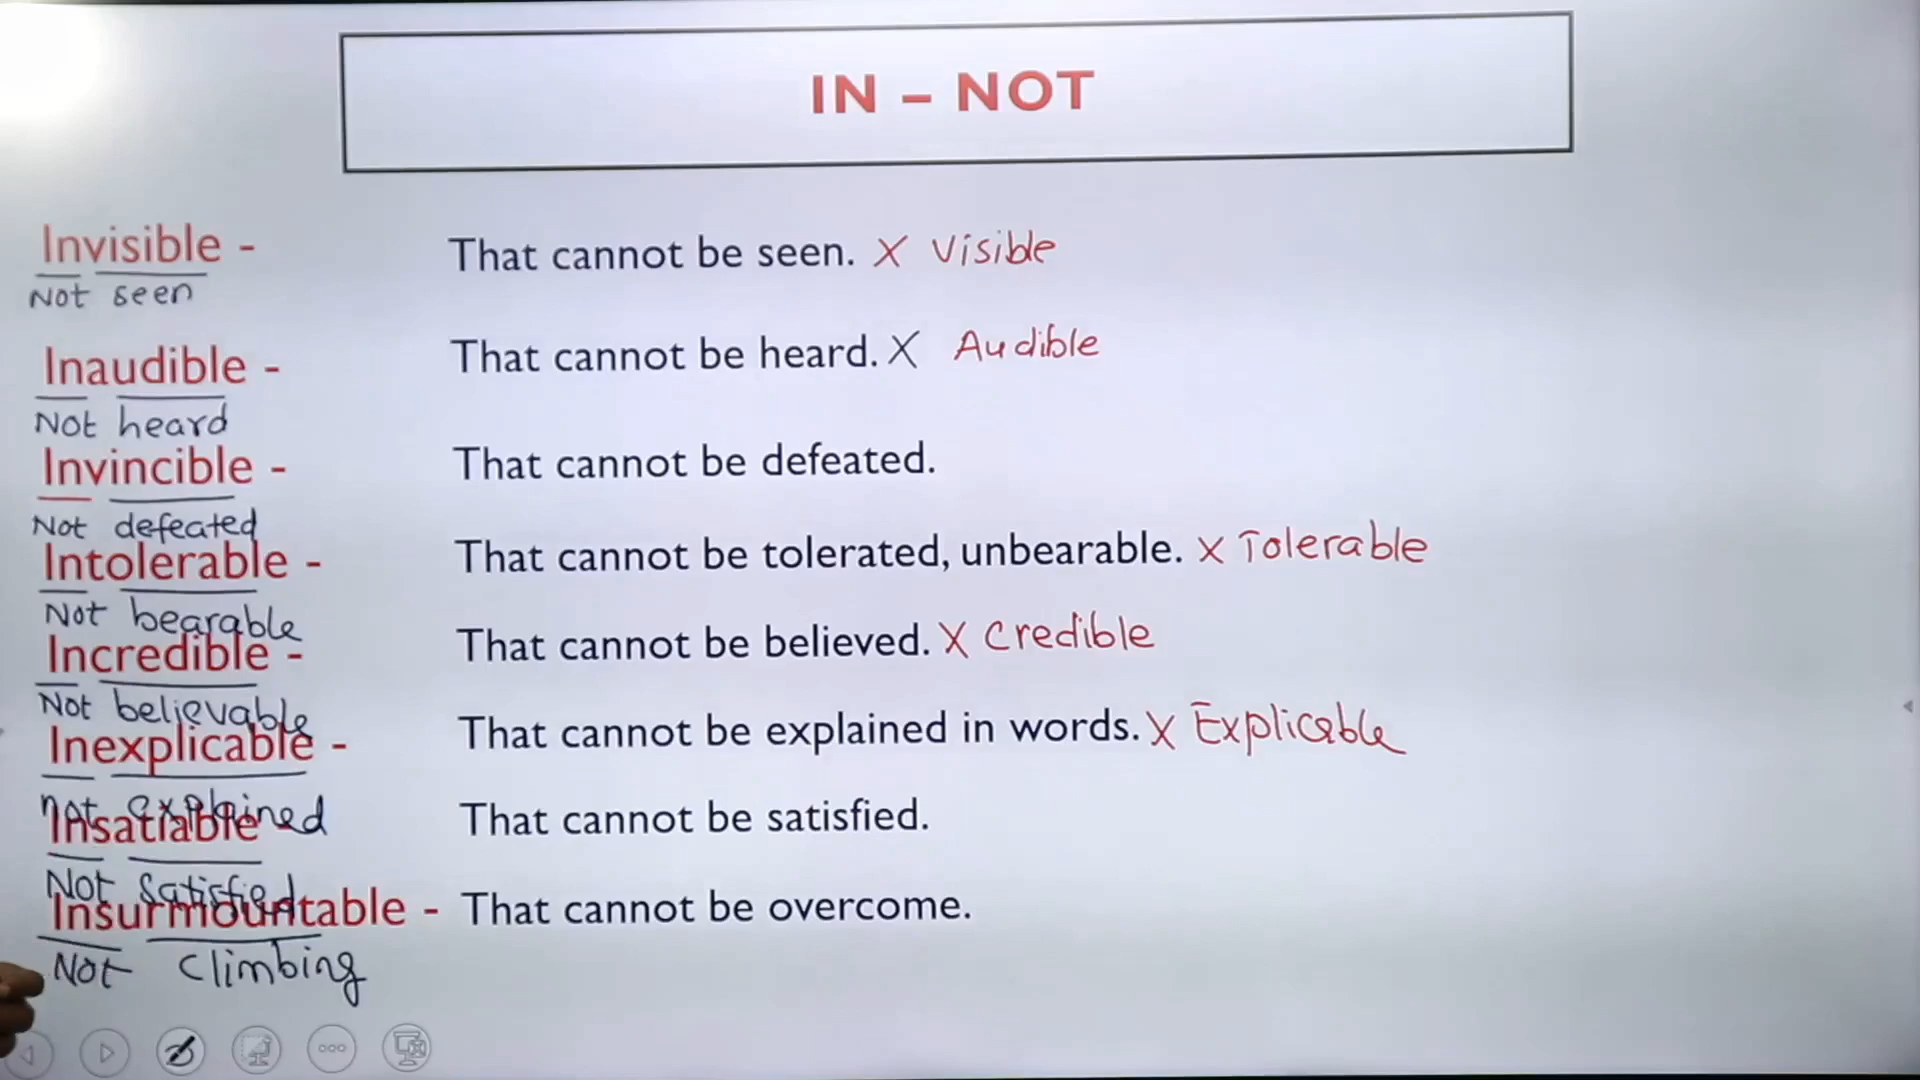 IN – NOT
Invisible - That cannot be seen. X Visible
Not seen
Inaudible - That cannot be heard. X Audible
Not heard
Invincible - That cannot be defeated.
Not defeated
Intolerable - That cannot be tolerated, unbearable. X Tolerable
Not bearable
Incredible - That cannot be believed. X Credible
Not believable
Inexplicable - That cannot be explained in words. X Explicable
not explained
Insatiable - That cannot be satisfied.
Not Satisfied
Insurmountable - That cannot be overcome.
Not Climbing